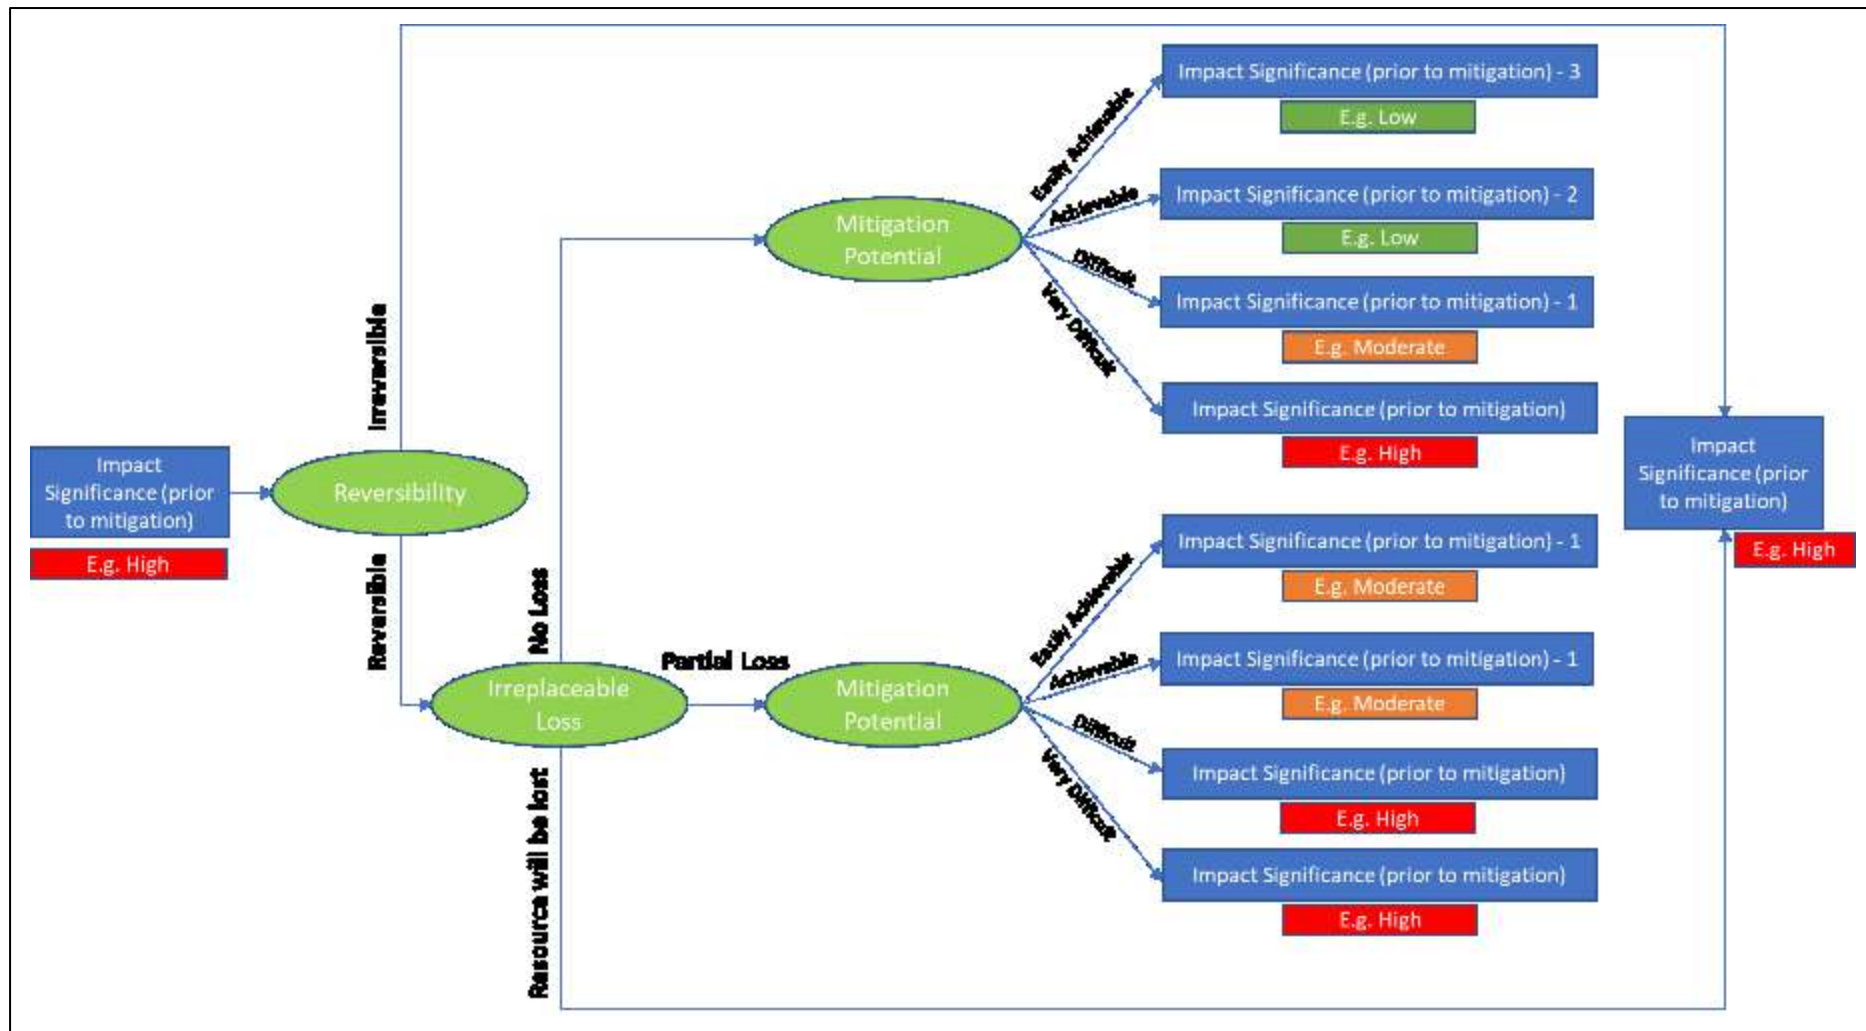 Impact
Significance (prior
to mitigation)
E.g. High
Reversibility
Irreversible
Reversible
Irreplaceable
Loss
No Loss
Partial Loss
Resource will be lost
Mitigation
Potential
Easily Achievable
Achievable
Difficult
Very Difficult
Impact Significance (prior to mitigation) - 3
E.g. Low
Impact Significance (prior to mitigation) - 2
E.g. Low
Impact Significance (prior to mitigation) - 1
E.g. Moderate
Impact Significance (prior to mitigation)
E.g. High
Mitigation
Potential
Easily Achievable
Achievable
Difficult
Very Difficult
Impact Significance (prior to mitigation) - 1
E.g. Moderate
Impact Significance (prior to mitigation) - 1
E.g. Moderate
Impact Significance (prior to mitigation)
E.g. High
Impact Significance (prior to mitigation)
E.g. High
Impact
Significance (prior
to mitigation)
E.g. High